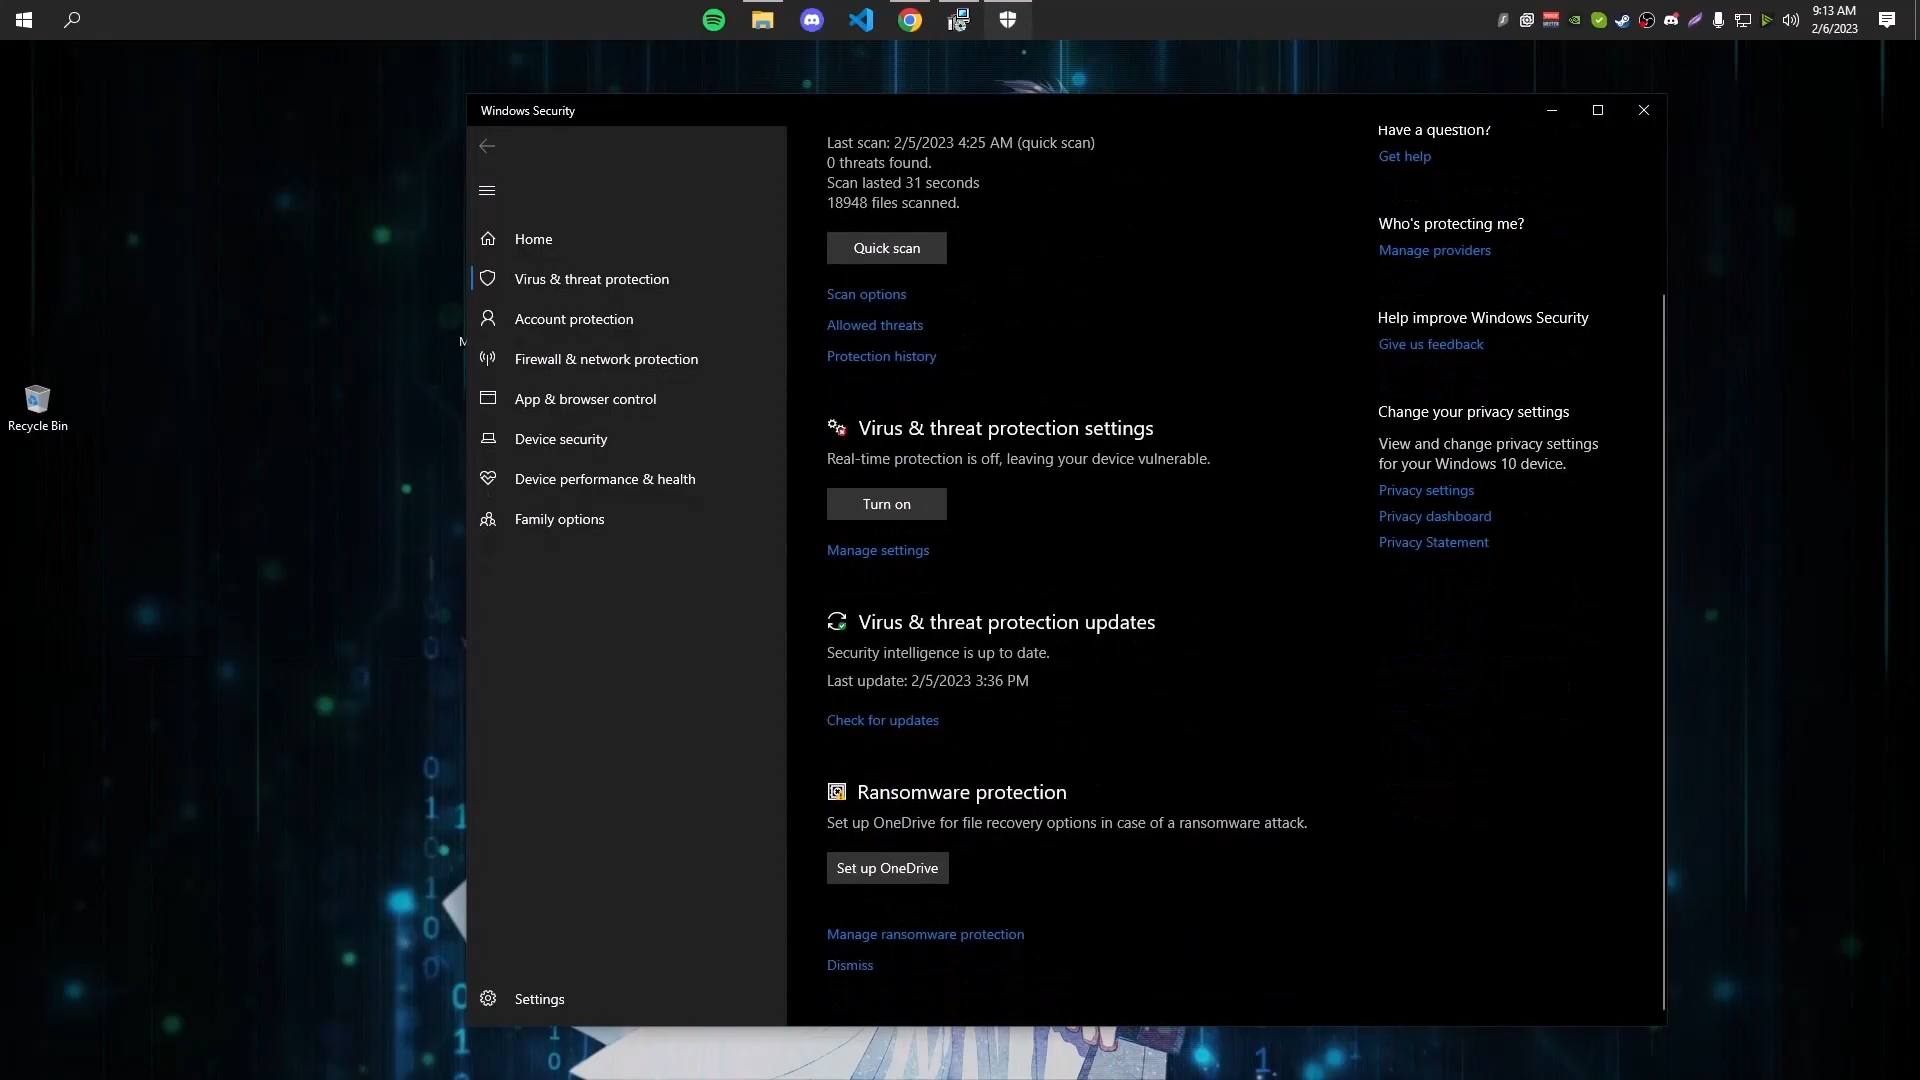 9:13 AM
2/6/2023
Windows Security
Home
Virus & threat protection
Account protection
Firewall & network protection
App & browser control
Device security
Device performance & health
Family options
Settings
Last scan: 2/5/2023 4:25 AM (quick scan)
0 threats found.
Scan lasted 31 seconds
18948 files scanned.
Quick scan
Scan options
Allowed threats
Protection history
Virus & threat protection settings
Real-time protection is off, leaving your device vulnerable.
Turn on
Manage settings
Virus & threat protection updates
Security intelligence is up to date.
Last update: 2/5/2023 3:36 PM
Check for updates
Ransomware protection
Set up OneDrive for file recovery options in case of a ransomware attack.
Set up OneDrive
Manage ransomware protection
Dismiss
Have a question?
Get help
Who's protecting me?
Manage providers
Help improve Windows Security
Give us feedback
Change your privacy settings
View and change privacy settings
for your Windows 10 device.
Privacy settings
Privacy dashboard
Privacy Statement
Recycle Bin